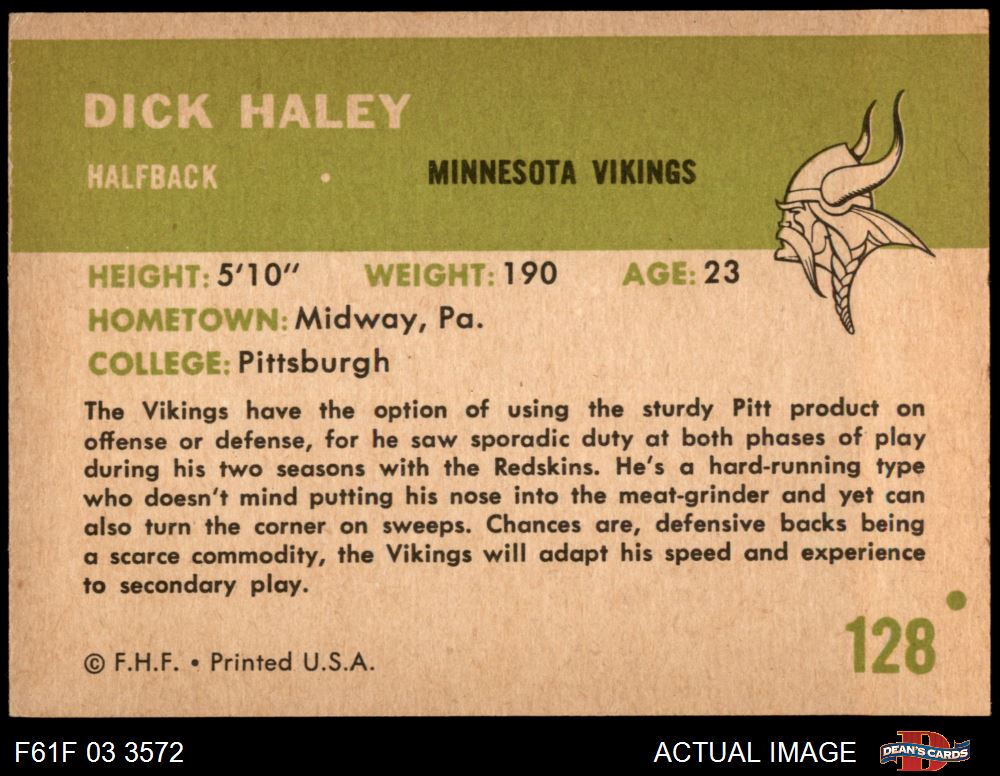 DICK HALEY
HALFBACK • MINNESOTA VIKINGS
HEIGHT: 5'10" WEIGHT: 190 AGE: 23
HOMETOWN: Midway, Pa.
COLLEGE: Pittsburgh
The Vikings have the option of using the sturdy Pitt product on
offense or defense, for he saw sporadic duty at both phases of play
during his two seasons with the Redskins. He's a hard-running type
who doesn't mind putting his nose into the meat-grinder and yet can
also turn the corner on sweeps. Chances are, defensive backs being
a scarce commodity, the Vikings will adapt his speed and experience
to secondary play.
128
© F.H.F. • Printed U.S.A.
F61F 03 3572 ACTUAL IMAGE D DEAN'S CARDS